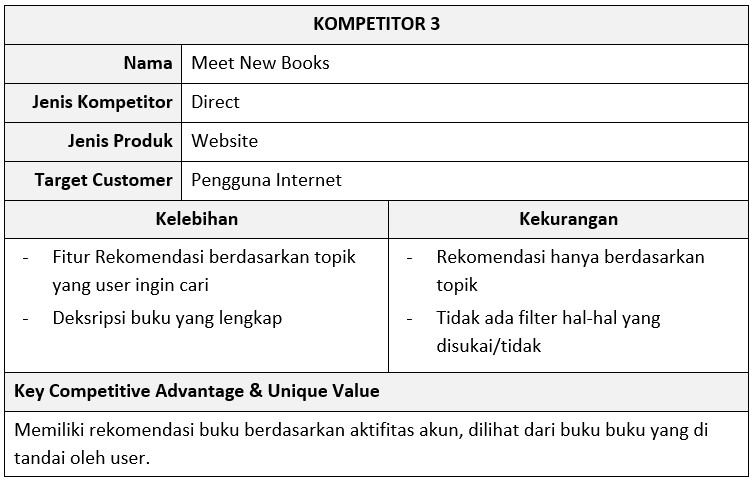 KOMPETITOR 3
Nama Meet New Books
Jenis Kompetitor Direct
Jenis Produk Website
Target Customer Pengguna Internet
Kelebihan Kekurangan
- Fitur Rekomendasi berdasarkan topik
yang user ingin cari
- Deksripsi buku yang lengkap
- Rekomendasi hanya berdasarkan
topik
- Tidak ada filter hal-hal yang
disukai/tidak
Key Competitive Advantage & Unique Value
Memiliki rekomendasi buku berdasarkan aktifitas akun, dilihat dari buku buku yang di
tandai oleh user.